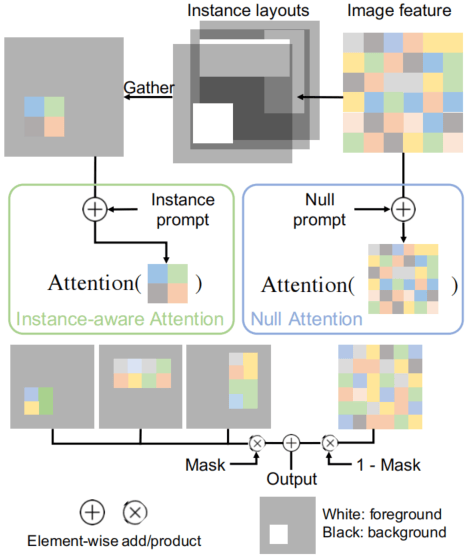 Instance layouts
Image feature
Gather
Instance
prompt
Null
prompt
Attention( )
Attention( )
Instance-aware Attention
Null Attention
Mask
1 - Mask
Output
Element-wise add/product
White: foreground
Black: background